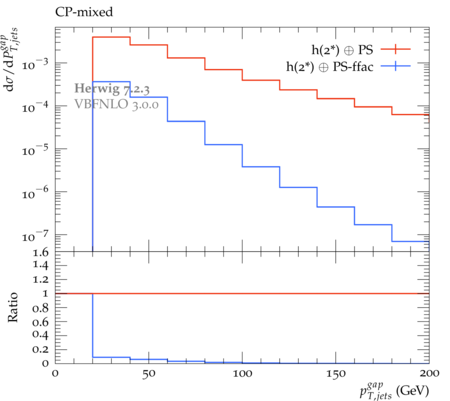 CP-mixed
dσ/dp_{T,jets}^{gap}
10⁻³
10⁻⁴
10⁻⁵
10⁻⁶
10⁻⁷
h(2*) ⊕ PS
h(2*) ⊕ PS-ffac
Herwig 7.2.3
VBFNLO 3.0.0
Ratio
1.6
1.4
1.2
1
0.8
0.6
0.4
0.2
0
0 50 100 150 200
p_{T,jets}^{gap} (GeV)